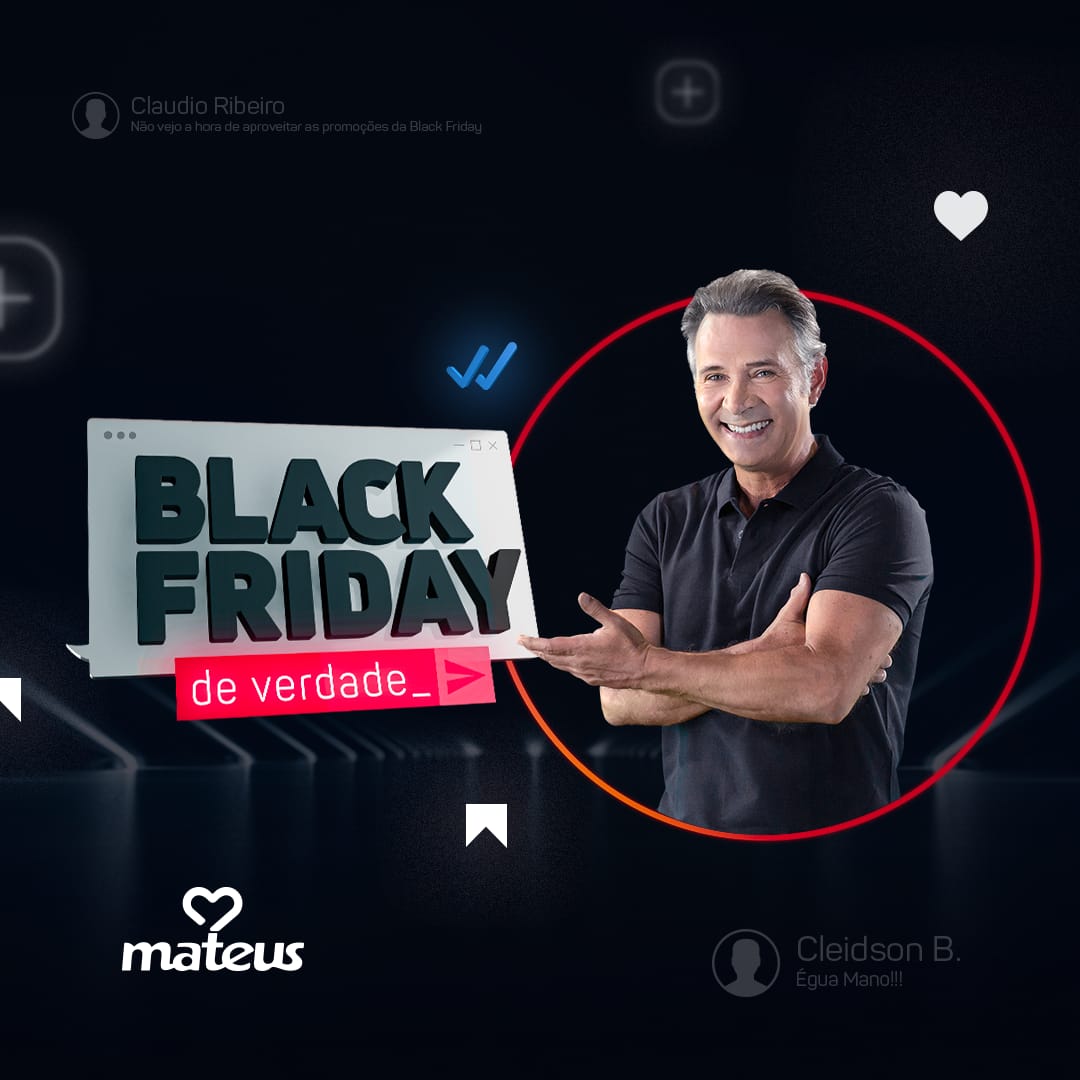 Claudio Ribeiro
Não vejo a hora de aproveitar as promoções da Black Friday
BLACK
FRIDAY
de verdade_
mateus
Cleidson B.
Égua Mano!!!